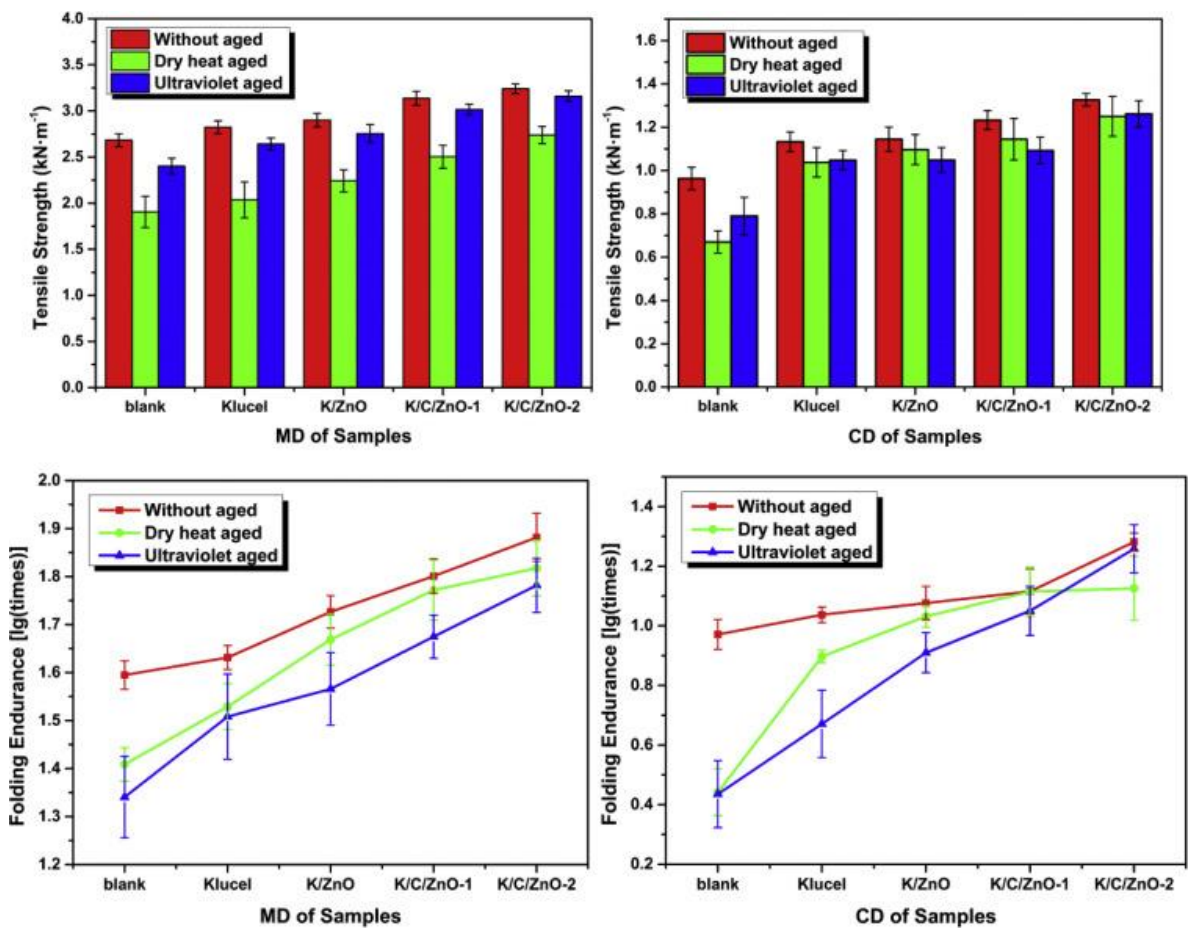 Without aged
Dry heat aged
Ultraviolet aged
Tensile Strength (kN·m⁻¹)
4.0
3.5
3.0
2.5
2.0
1.5
1.0
0.5
0.0
blank Klucel K/ZnO K/C/ZnO-1 K/C/ZnO-2
MD of Samples
Without aged
Dry heat aged
Ultraviolet aged
Tensile Strength (kN·m⁻¹)
1.6
1.4
1.2
1.0
0.8
0.6
0.4
0.2
0.0
blank Klucel K/ZnO K/C/ZnO-1 K/C/ZnO-2
CD of Samples
Without aged
Dry heat aged
Ultraviolet aged
Folding Endurance [lg(times)]
2.0
1.9
1.8
1.7
1.6
1.5
1.4
1.3
1.2
blank Klucel K/ZnO K/C/ZnO-1 K/C/ZnO-2
MD of Samples
Without aged
Dry heat aged
Ultraviolet aged
Folding Endurance [lg(times)]
1.4
1.2
1.0
0.8
0.6
0.4
0.2
blank Klucel K/ZnO K/C/ZnO-1 K/C/ZnO-2
CD of Samples